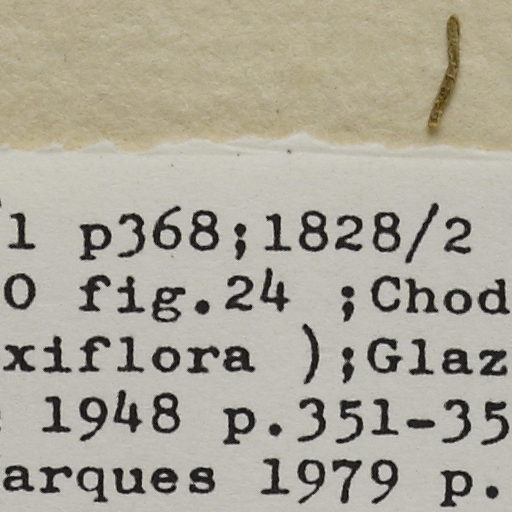 /1 p368;1828/2
0 fig.24 ;Chod
xiflora );Glaz
1948 p.351-35
arques 1979 p.